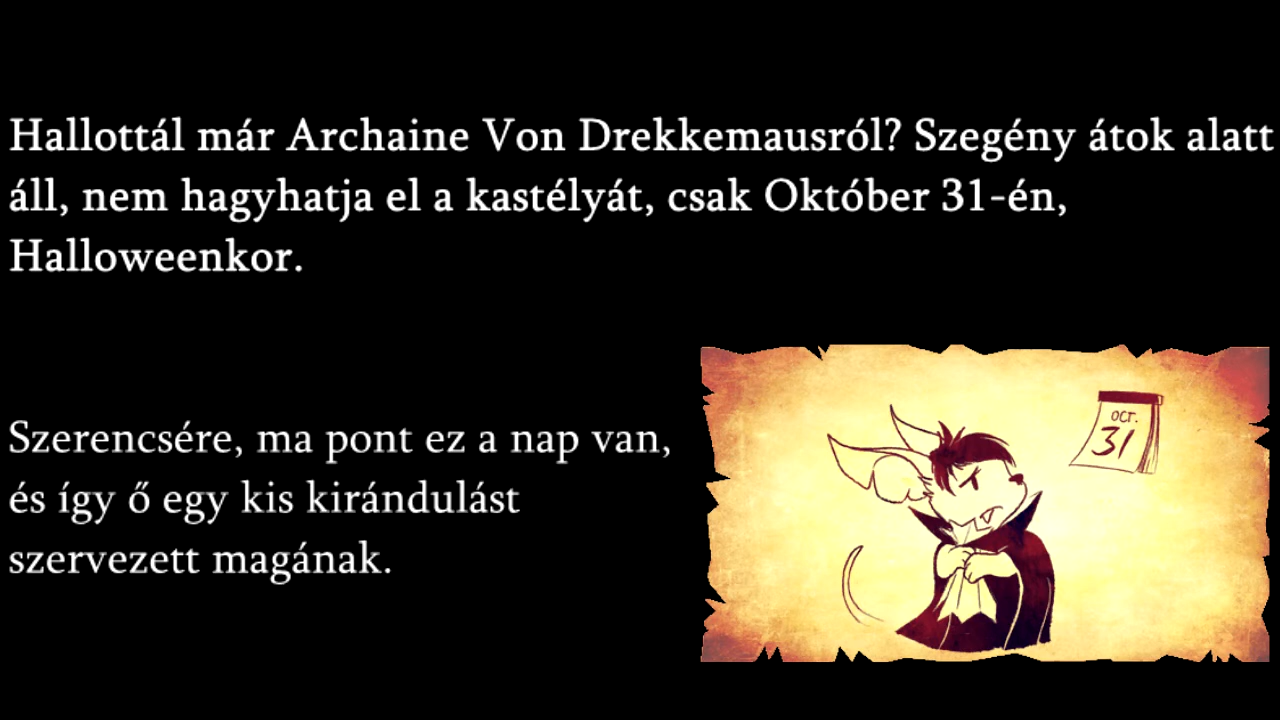 Hallottál már Archaine Von Drekkemausról? Szegény átok alatt
áll, nem hagyhatja el a kastélyát, csak Október 31-én,
Halloweenkor.
Szerencsére, ma pont ez a nap van,
és így ő egy kis kirándulást
szervezett magának.
OCT.
31